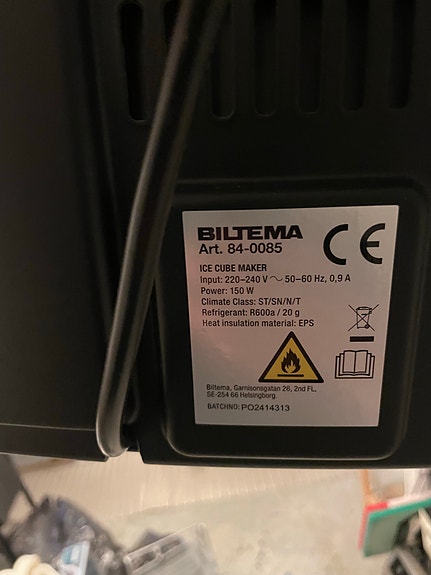 BILTEMA
Art. 84-0085
CE
ICE CUBE MAKER
Input: 220–240 V ∼ 50–60 Hz, 0,9 A
Power: 150 W
Climate Class: ST/SN/N/T
Refrigerant: R600a / 20 g
Heat insulation material: EPS
Biltema, Garnisonsgatan 26, 2nd FL,
SE-254 66 Helsingborg.
BATCHNO: PO2414313